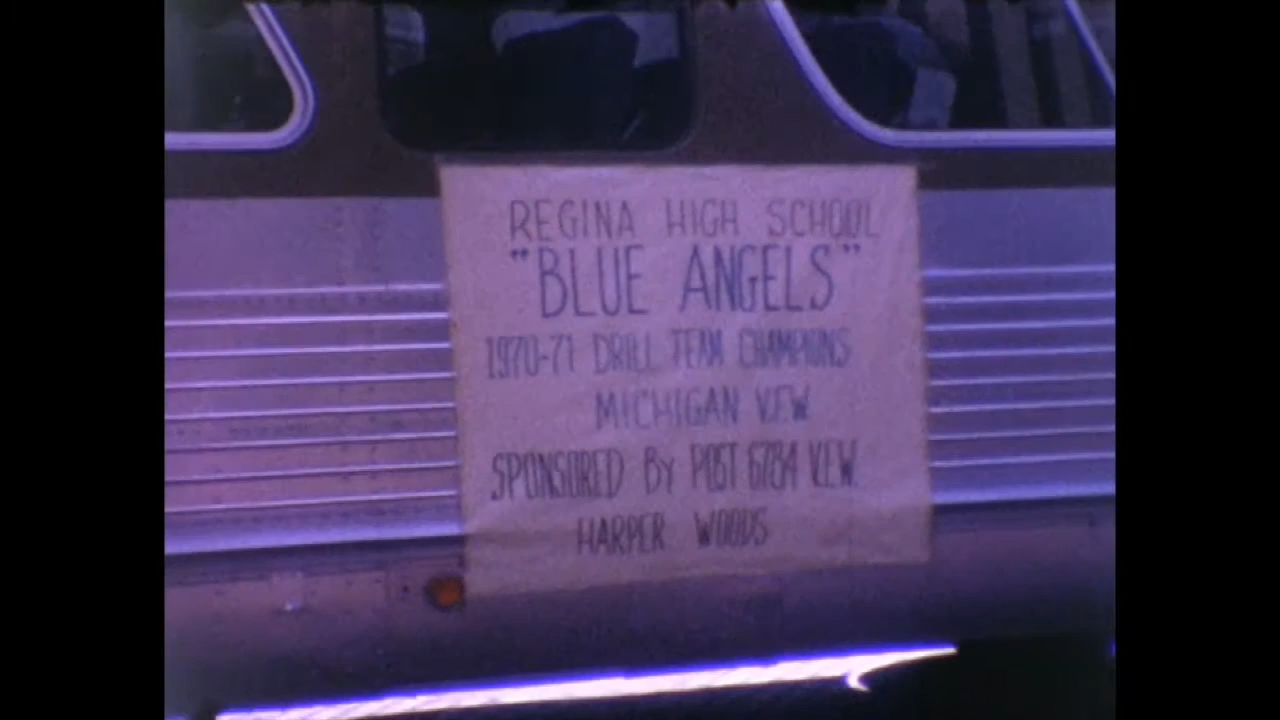 REGINA HIGH SCHOOL
"BLUE ANGELS"
1970-71 DRILL TEAM CHAMPIONS
MICHIGAN V.F.W
SPONSORED By POST 6784 V.F.W.
HARPER WOODS